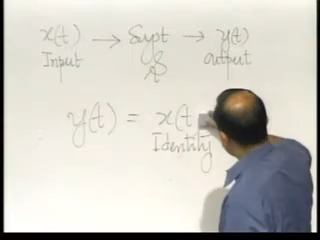 x(t) → Syst → y(t)
Input S output
y(t) = x(t
Identity